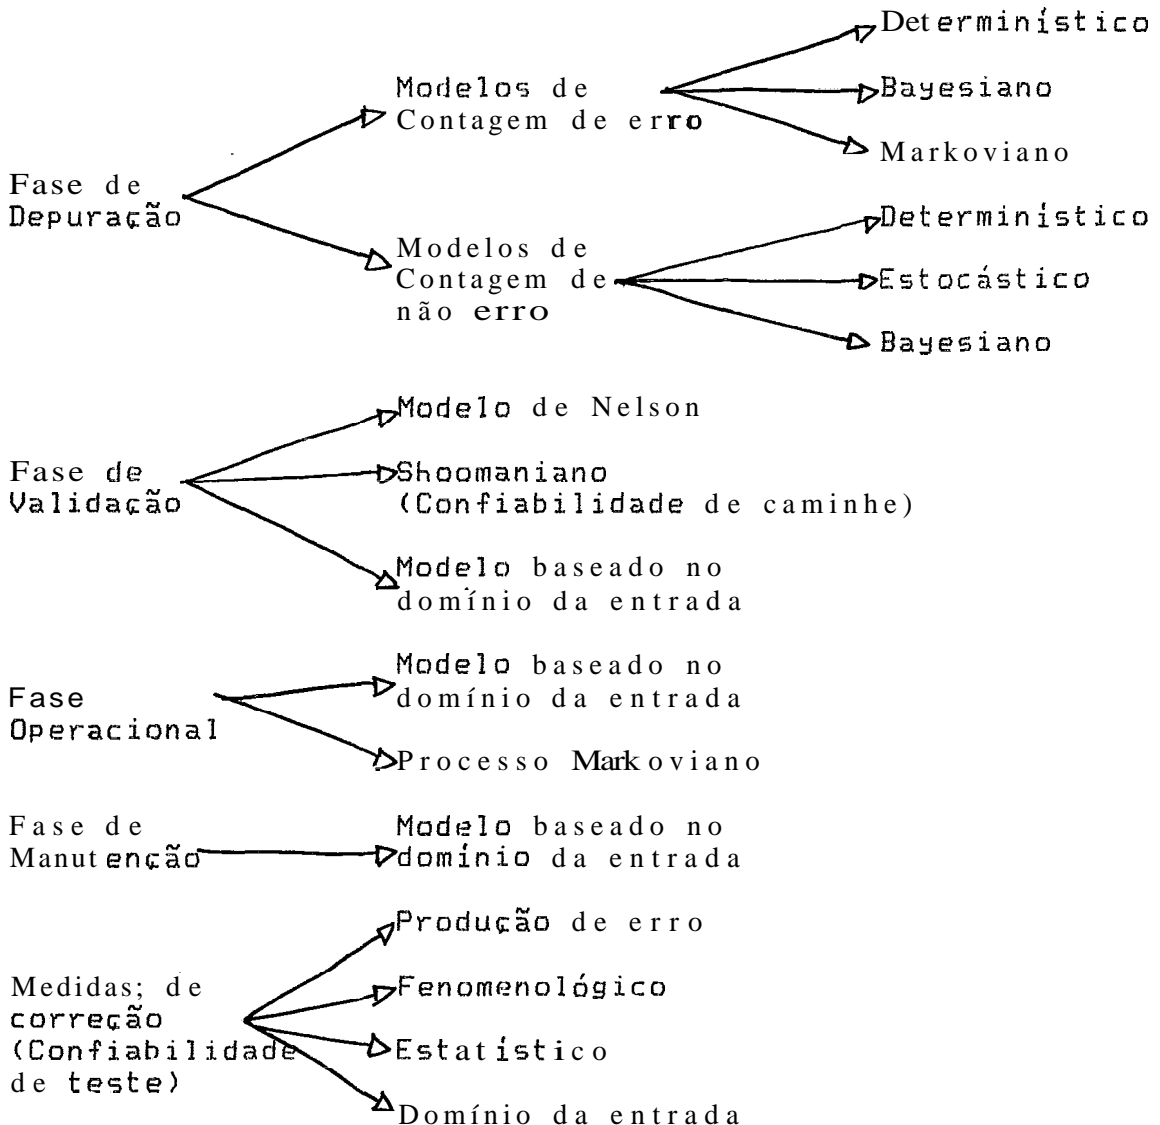 Determinístico
Modelos de
Contagem de erro
Bayesiano
Markoviano
Fase de
Depuração
Determinístico
Modelos de
Contagem de
não erro
Estocástico
Bayesiano
Modelo de Nelson
Fase de
Validação
Shoomaniano
(Confiabilidade de caminhe)
Modelo baseado no
domínio da entrada
Fase
Operacional
Modelo baseado no
domínio da entrada
Processo Markoviano
Fase de
Manutenção
Modelo baseado no
domínio da entrada
Medidas; de
correção
(Confiabilidade
de teste)
Produção de erro
Fenomenológico
Estatístico
Domínio da entrada